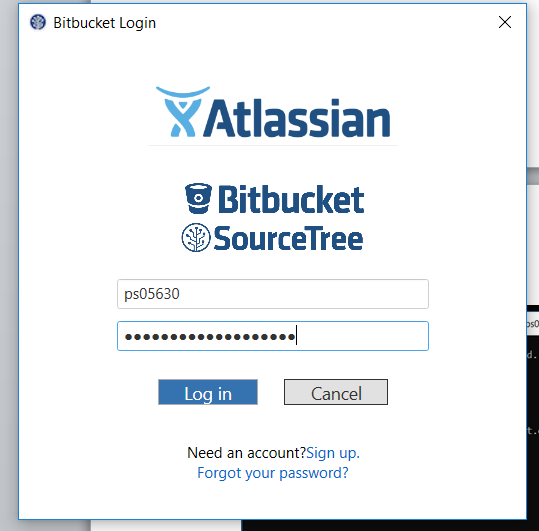 Bitbucket Login
Atlassian
Bitbucket
SourceTree
ps05630
●●●●●●●●●●●●●●●●●●●
Log in
Cancel
Need an account?Sign up.
Forgot your password?